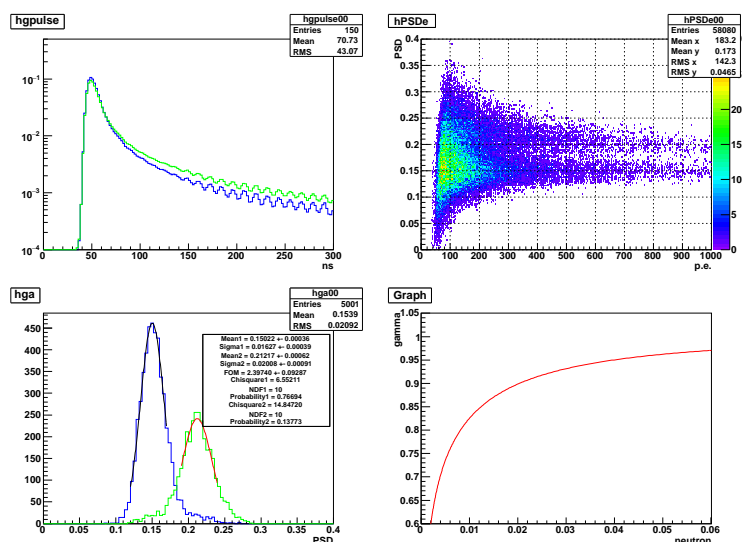 hgpulse
hgpulse00
Entries 150
Mean 70.73
RMS 43.07
10⁻¹
10⁻²
10⁻³
10⁻⁴
0 50 100 150 200 250 300
ns
hPSDe
hPSDe00
Entries 58080
Mean x 183.2
Mean y 0.173
RMS x 142.3
RMS y 0.0465
PSD
0.4
0.35
0.3
0.25
0.2
0.15
0.1
0.05
0
0 100 200 300 400 500 600 700 800 900 1000
p.e.
25
20
15
10
5
0
hga
hga00
Entries 5001
Mean 0.1539
RMS 0.02092
Mean1 = 0.15022 +- 0.00036
Sigma1 = 0.01627 +- 0.00039
Mean2 = 0.21217 +- 0.00062
Sigma2 = 0.02008 +- 0.00091
FOM = 2.39740 +- 0.09287
Chisquare1 = 6.55211
NDF1 = 10
Probability1 = 0.76694
Chisquare2 = 14.84720
NDF2 = 10
Probability2 = 0.13773
450
400
350
300
250
200
150
100
50
0
0 0.05 0.1 0.15 0.2 0.25 0.3 0.35 0.4
PSD
Graph
gamma
1.05
1
0.95
0.9
0.85
0.8
0.75
0.7
0.65
0.6
0 0.01 0.02 0.03 0.04 0.05 0.06
neutron